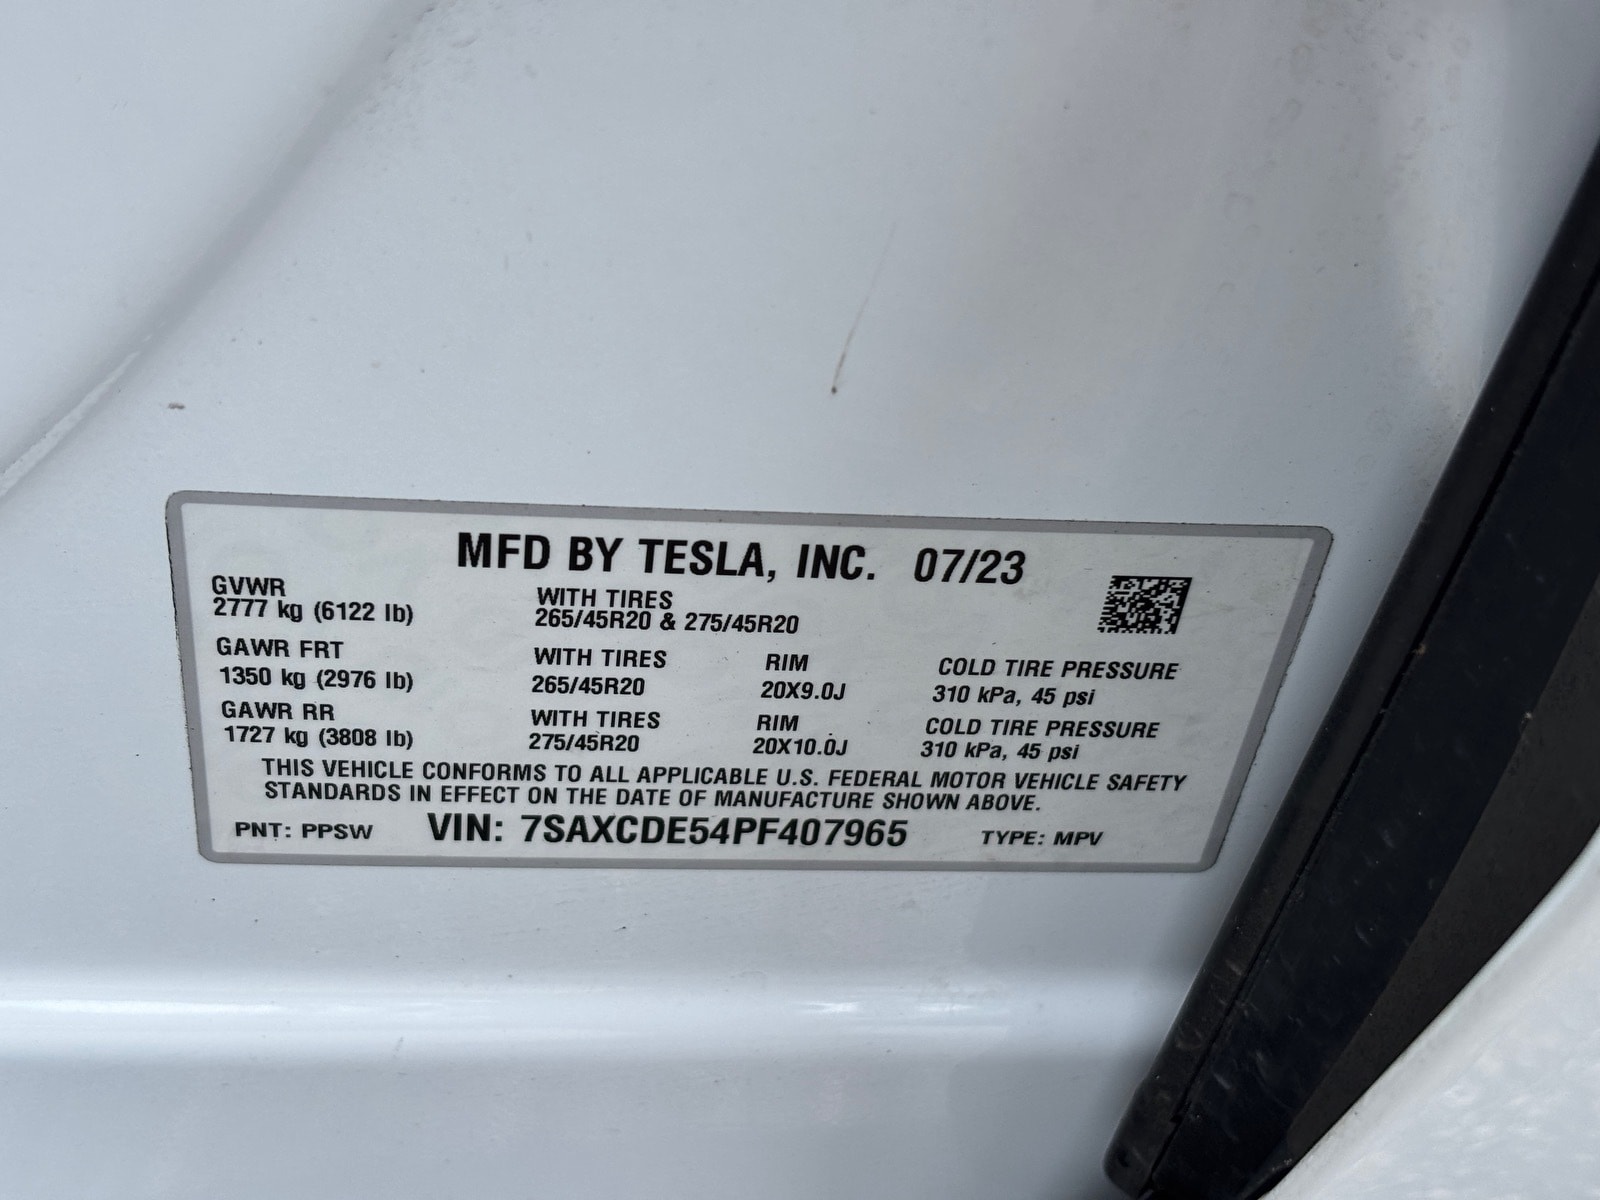 MFD BY TESLA, INC. 07/23
GVWR
2777 kg (6122 lb)
WITH TIRES
265/45R20 & 275/45R20
GAWR FRT
1350 kg (2976 lb)
WITH TIRES
265/45R20
RIM
20X9.0J
COLD TIRE PRESSURE
310 kPa, 45 psi
GAWR RR
1727 kg (3808 lb)
WITH TIRES
275/45R20
RIM
20X10.0J
COLD TIRE PRESSURE
310 kPa, 45 psi
THIS VEHICLE CONFORMS TO ALL APPLICABLE U.S. FEDERAL MOTOR VEHICLE SAFETY
STANDARDS IN EFFECT ON THE DATE OF MANUFACTURE SHOWN ABOVE.
PNT: PPSW VIN: 7SAXCDE54PF407965 TYPE: MPV